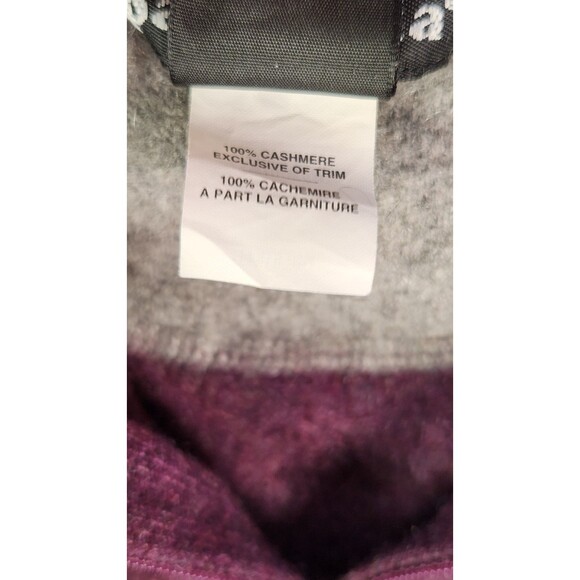 100% CASHMERE
EXCLUSIVE OF TRIM
100% CACHEMIRE
A PART LA GARNITURE